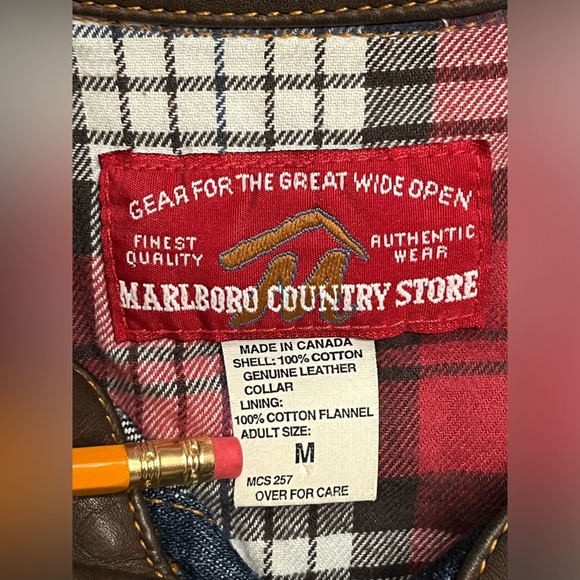 GEAR FOR THE GREAT WIDE OPEN
FINEST QUALITY
AUTHENTIC WEAR
M
MARLBORO COUNTRY STORE
MADE IN CANADA
SHELL: 100% COTTON
GENUINE LEATHER
COLLAR
LINING:
100% COTTON FLANNEL
ADULT SIZE:
M
MCS 257
OVER FOR CARE